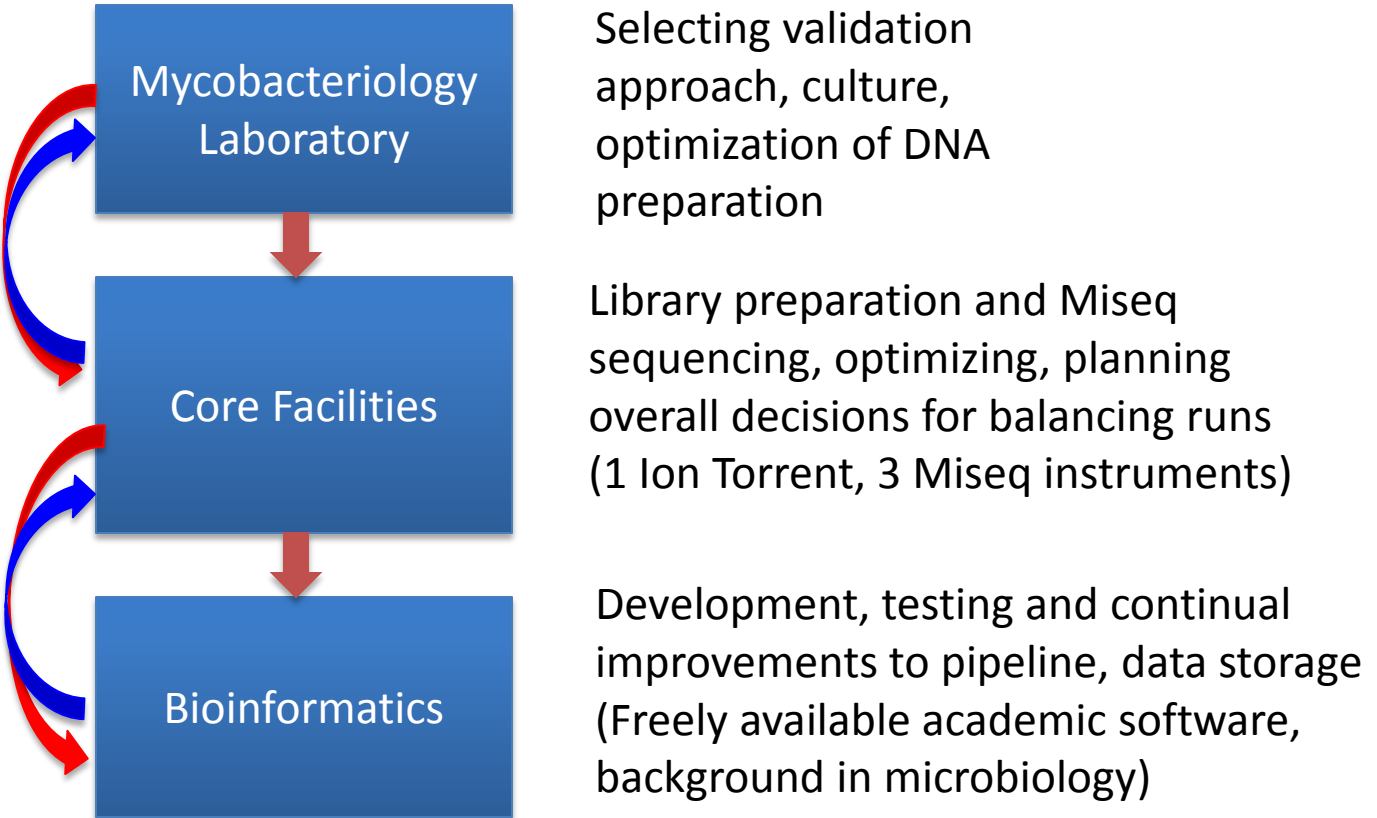 Mycobacteriology
Laboratory
Selecting validation
approach, culture,
optimization of DNA
preparation
Core Facilities
Library preparation and Miseq
sequencing, optimizing, planning
overall decisions for balancing runs
(1 Ion Torrent, 3 Miseq instruments)
Bioinformatics
Development, testing and continual
improvements to pipeline, data storage
(Freely available academic software,
background in microbiology)